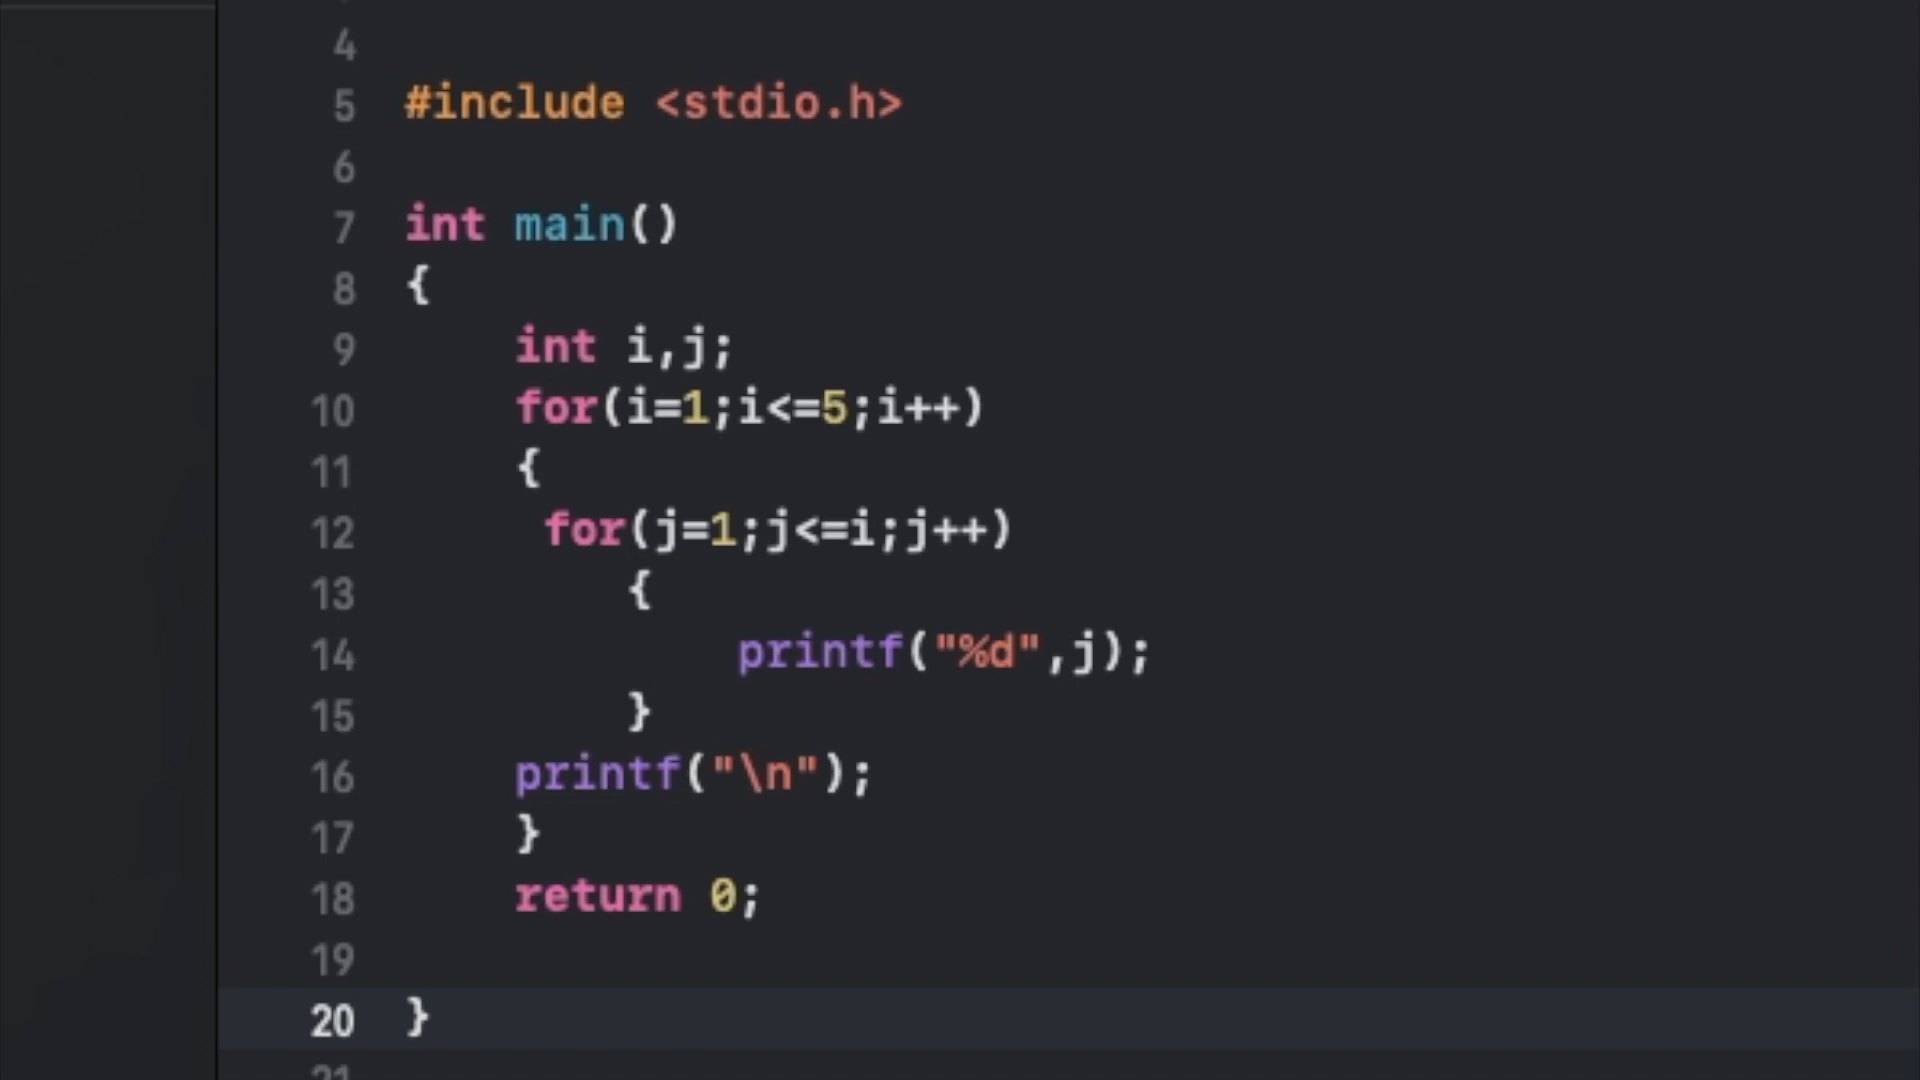 4
5 #include <stdio.h>
6
7 int main()
8 {
9 int i,j;
10 for(i=1;i<=5;i++)
11 {
12 for(j=1;j<=i;j++)
13 {
14 printf("%d",j);
15 }
16 printf("\n");
17 }
18 return 0;
19
20 }
21